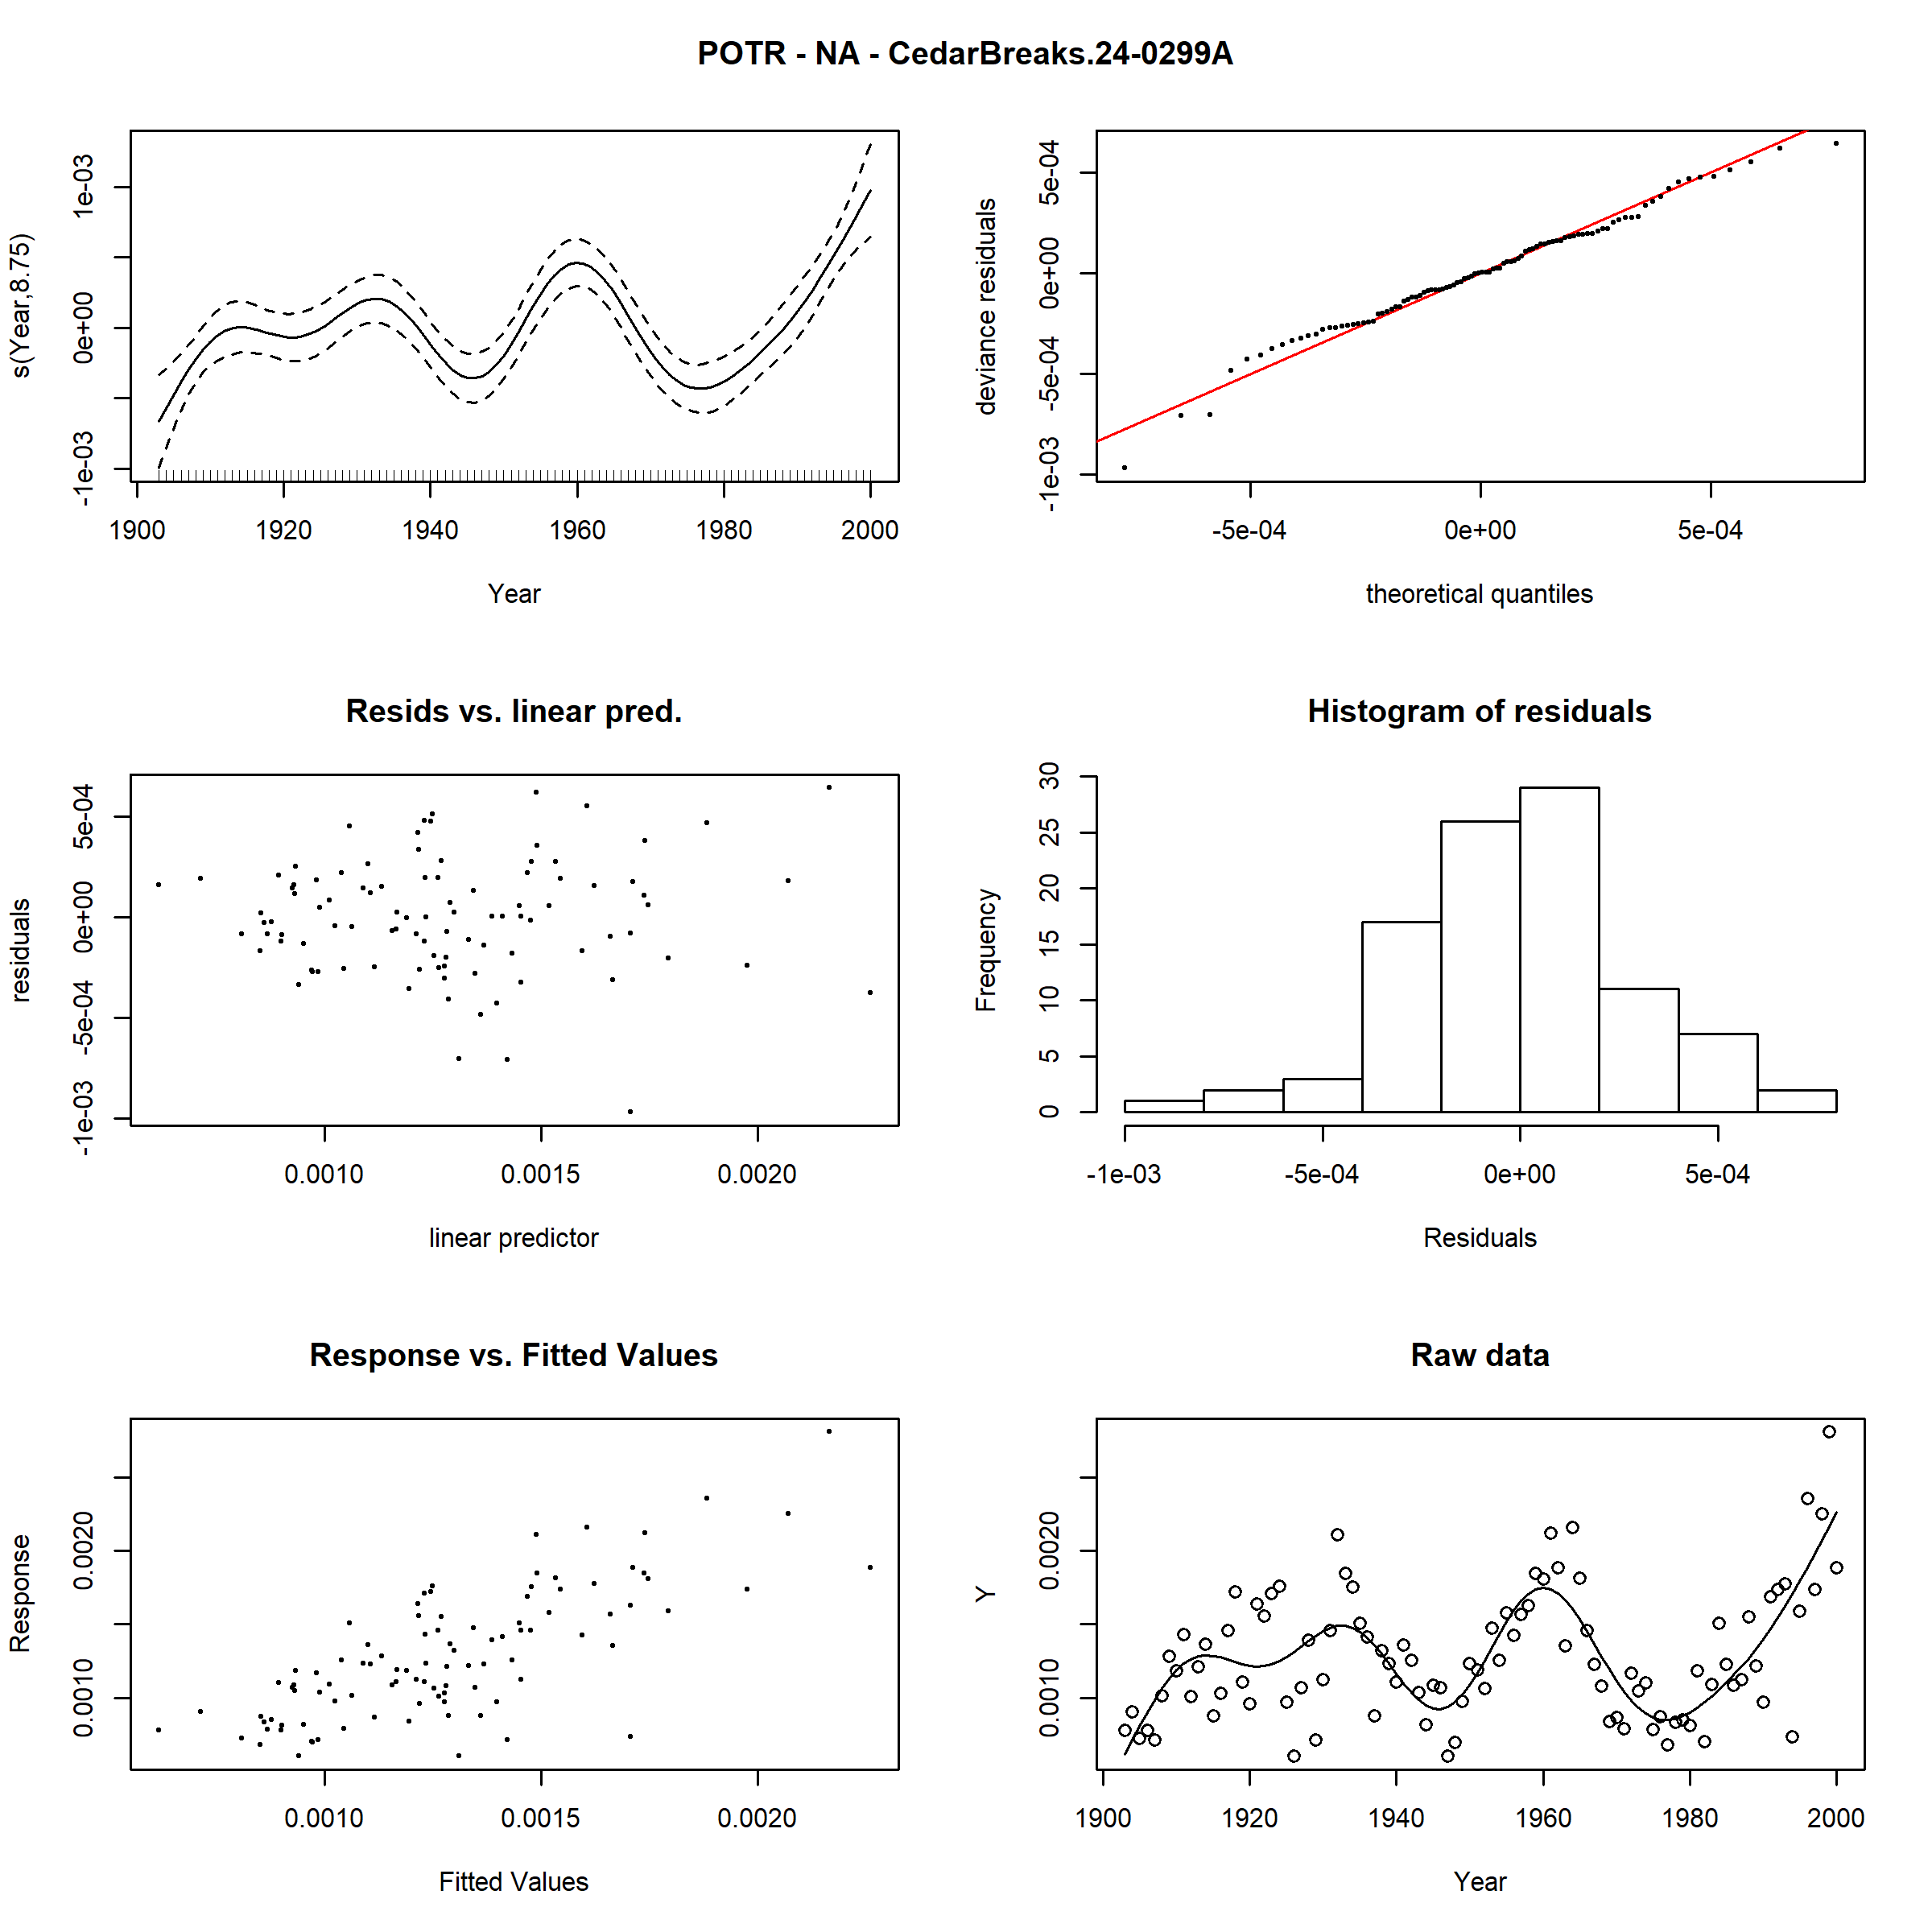 POTR - NA - CedarBreaks.24-0299A
s(Year,8.75)
-1e-03 0e+00 1e-03
1900 1920 1940 1960 1980 2000
Year
deviance residuals
-1e-03 -5e-04 0e+00 5e-04
-5e-04 0e+00 5e-04
theoretical quantiles
Resids vs. linear pred.
residuals
-1e-03 -5e-04 0e+00 5e-04
0.0010 0.0015 0.0020
linear predictor
Histogram of residuals
Frequency
0 5 10 15 20 25 30
-1e-03 -5e-04 0e+00 5e-04
Residuals
Response vs. Fitted Values
Response
0.0010 0.0020
0.0010 0.0015 0.0020
Fitted Values
Raw data
Y
0.0010 0.0020
1900 1920 1940 1960 1980 2000
Year